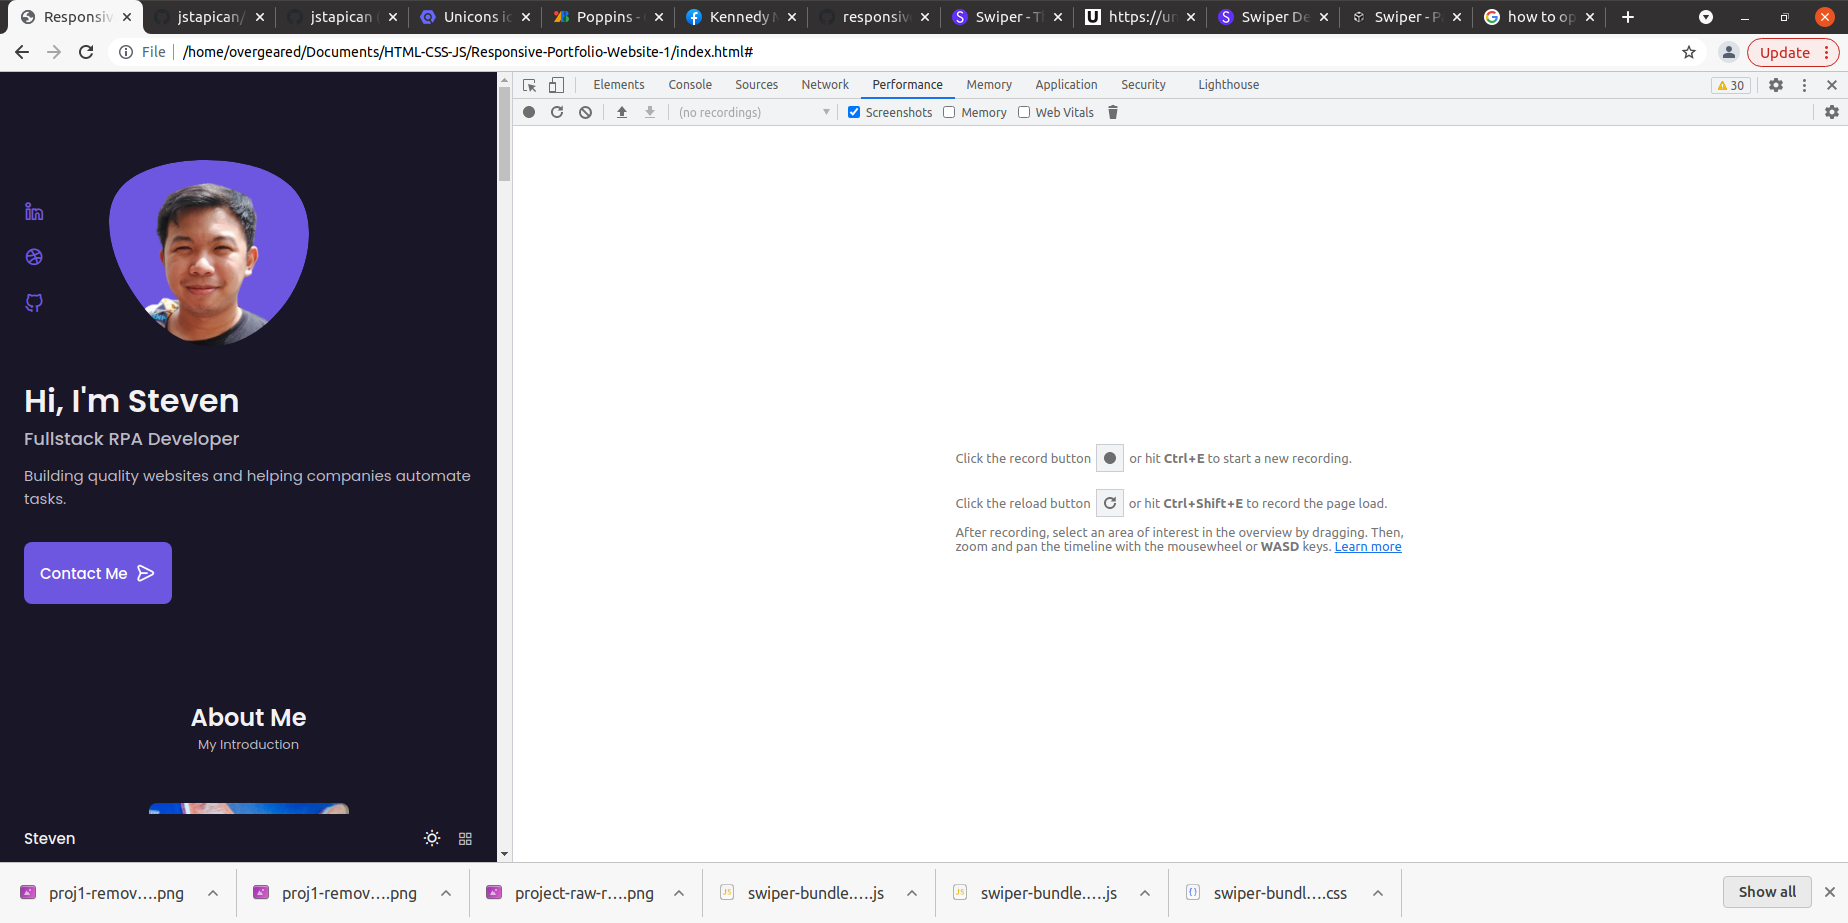 Responsiv
jstapican/
jstapican
Unicons ic
Poppins -
Kennedy
responsiv
Swiper - T
https://un
Swiper De
Swiper - P
how to op
File
/home/overgeared/Documents/HTML-CSS-JS/Responsive-Portfolio-Website-1/index.html#
Update
Elements
Console
Sources
Network
Performance
Memory
Application
Security
Lighthouse
30
(no recordings)
Screenshots
Memory
Web Vitals
Hi, I'm Steven
Fullstack RPA Developer
Building quality websites and helping companies automate
tasks.
Contact Me
About Me
My Introduction
Steven
Click the record button or hit Ctrl+E to start a new recording.
Click the reload button or hit Ctrl+Shift+E to record the page load.
After recording, select an area of interest in the overview by dragging. Then,
zoom and pan the timeline with the mousewheel or WASD keys. Learn more
proj1-remov….png
proj1-remov….png
project-raw-r….png
swiper-bundle.….js
swiper-bundle.….js
swiper-bundl….css
Show all